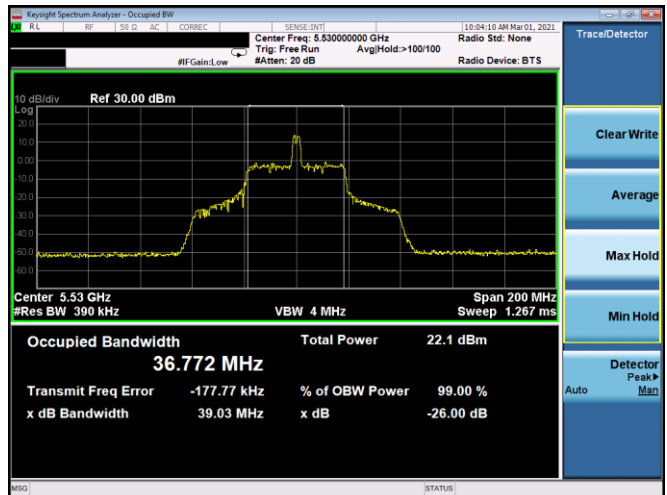 Keysight Spectrum Analyzer - Occupied BW
LXI RL RF 50 Ω AC CORREC SENSE:INT 10:04:10 AM Mar 01, 2021
Center Freq: 5.530000000 GHz Radio Std: None
Trig: Free Run Avg|Hold:>100/100
#IFGain:Low #Atten: 20 dB Radio Device: BTS
10 dB/div Ref 30.00 dBm
Log
20.0
10.0
0.00
-10.0
-20.0
-30.0
-40.0
-50.0
-60.0
Center 5.53 GHz Span 200 MHz
#Res BW 390 kHz VBW 4 MHz Sweep 1.267 ms
Occupied Bandwidth Total Power 22.1 dBm
36.772 MHz
Transmit Freq Error -177.77 kHz % of OBW Power 99.00 %
x dB Bandwidth 39.03 MHz x dB -26.00 dB
MSG STATUS
Trace/Detector
Clear Write
Average
Max Hold
Min Hold
Detector
Peak▶
Auto Man